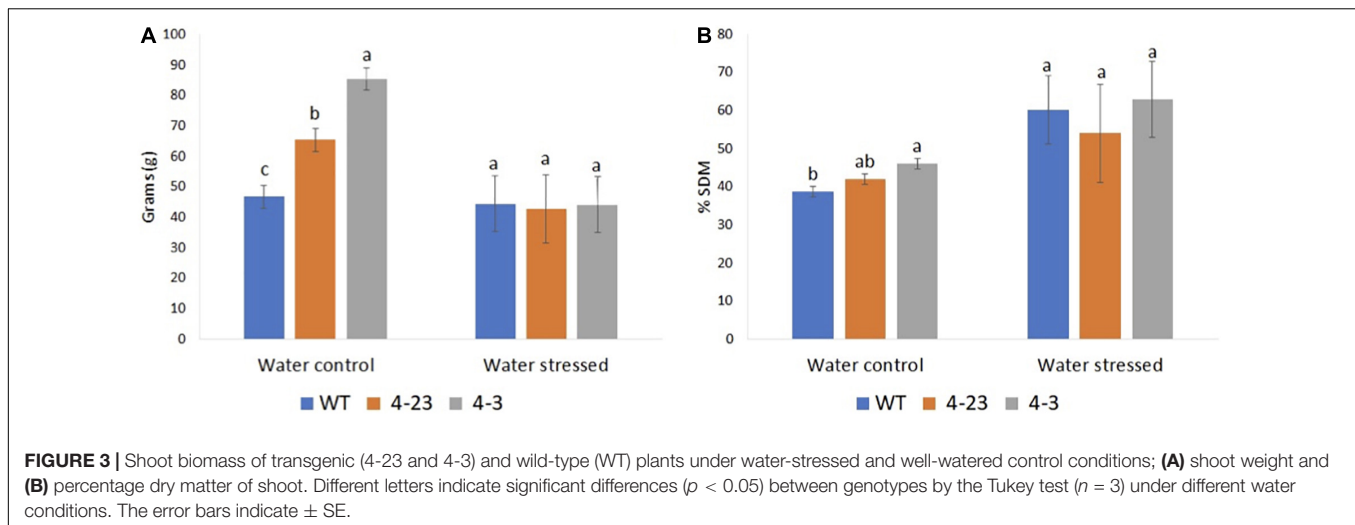 A
100
90
80
70
60
50
40
30
20
10
0
Grams (g)
c
b
a
a
a
a
Water control
Water stressed
WT 4-23 4-3
B
80
70
60
50
40
30
20
10
0
% SDM
b
ab
a
a
a
a
Water control
Water stressed
WT 4-23 4-3
FIGURE 3 | Shoot biomass of transgenic (4-23 and 4-3) and wild-type (WT) plants under water-stressed and well-watered control conditions; (A) shoot weight and
(B) percentage dry matter of shoot. Different letters indicate significant differences (p < 0.05) between genotypes by the Tukey test (n = 3) under different water
conditions. The error bars indicate ± SE.